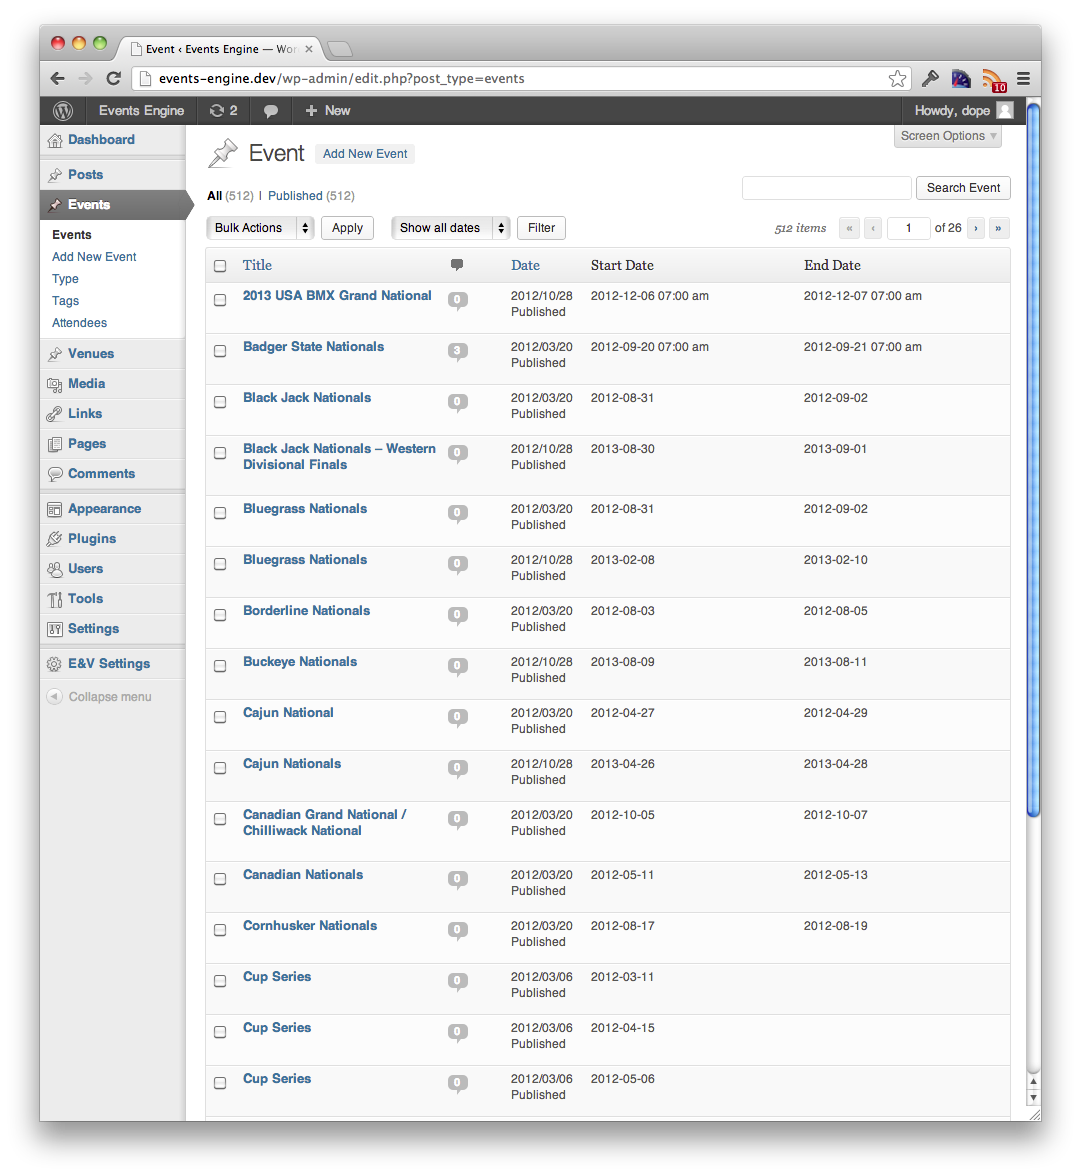 Event ‹ Events Engine — Wor
events-engine.dev/wp-admin/edit.php?post_type=events
10
Events Engine 2 + New Howdy, dope
Screen Options
Dashboard
Posts
Events
Events
Add New Event
Type
Tags
Attendees
Venues
Media
Links
Pages
Comments
Appearance
Plugins
Users
Tools
Settings
E&V Settings
Collapse menu
Event Add New Event
All (512) | Published (512)
Search Event
Bulk Actions Apply Show all dates Filter 512 items « ‹ 1 of 26 › »
Title Date Start Date End Date
2013 USA BMX Grand National 0 2012/10/28 2012-12-06 07:00 am 2012-12-07 07:00 am
Published
Badger State Nationals 3 2012/03/20 2012-09-20 07:00 am 2012-09-21 07:00 am
Published
Black Jack Nationals 0 2012/03/20 2012-08-31 2012-09-02
Published
Black Jack Nationals – Western 0 2012/10/28 2013-08-30 2013-09-01
Divisional Finals Published
Bluegrass Nationals 0 2012/03/20 2012-08-31 2012-09-02
Published
Bluegrass Nationals 0 2012/10/28 2013-02-08 2013-02-10
Published
Borderline Nationals 0 2012/03/20 2012-08-03 2012-08-05
Published
Buckeye Nationals 0 2012/10/28 2013-08-09 2013-08-11
Published
Cajun National 0 2012/03/20 2012-04-27 2012-04-29
Published
Cajun Nationals 0 2012/10/28 2013-04-26 2013-04-28
Published
Canadian Grand National / 0 2012/03/20 2012-10-05 2012-10-07
Chilliwack National Published
Canadian Nationals 0 2012/03/20 2012-05-11 2012-05-13
Published
Cornhusker Nationals 0 2012/03/20 2012-08-17 2012-08-19
Published
Cup Series 0 2012/03/06 2012-03-11
Published
Cup Series 0 2012/03/06 2012-04-15
Published
Cup Series 0 2012/03/06 2012-05-06
Published